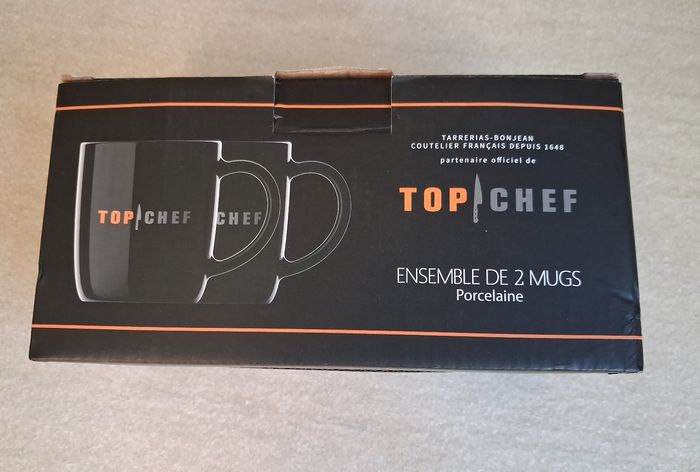 TARRERIAS-BONJEAN
COUTELIER FRANÇAIS DEPUIS 1648
partenaire officiel de
TOP CHEF
ENSEMBLE DE 2 MUGS
Porcelaine
TOP CHEF
CHEF